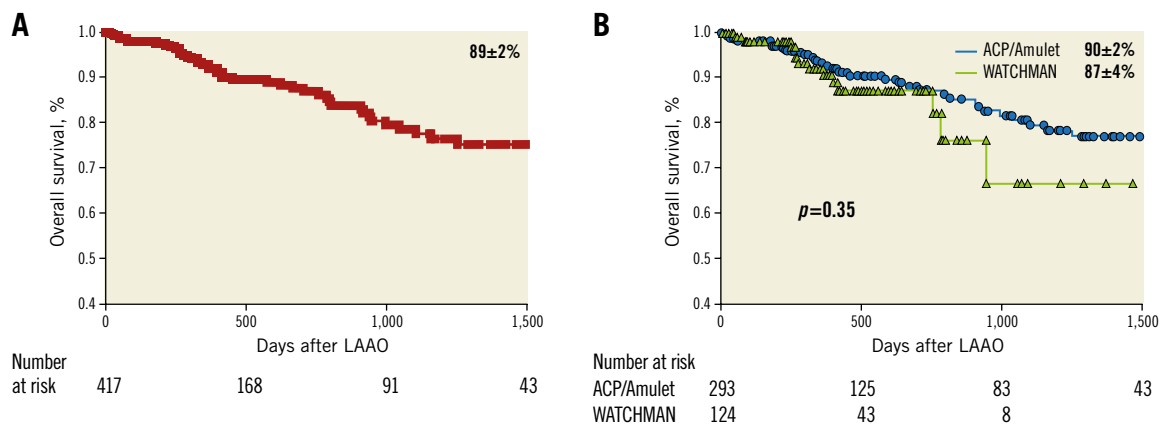 A
Overall survival, %
1.0
0.9
0.8
0.7
0.6
0.5
0.4
89±2%
0 500 1,000 1,500
Days after LAAO
Number
at risk 417 168 91 43
B
Overall survival, %
1.0
0.9
0.8
0.7
0.6
0.5
0.4
ACP/Amulet 90±2%
WATCHMAN 87±4%
p=0.35
0 500 1,000 1,500
Days after LAAO
Number at risk
ACP/Amulet 293 125 83 43
WATCHMAN 124 43 8